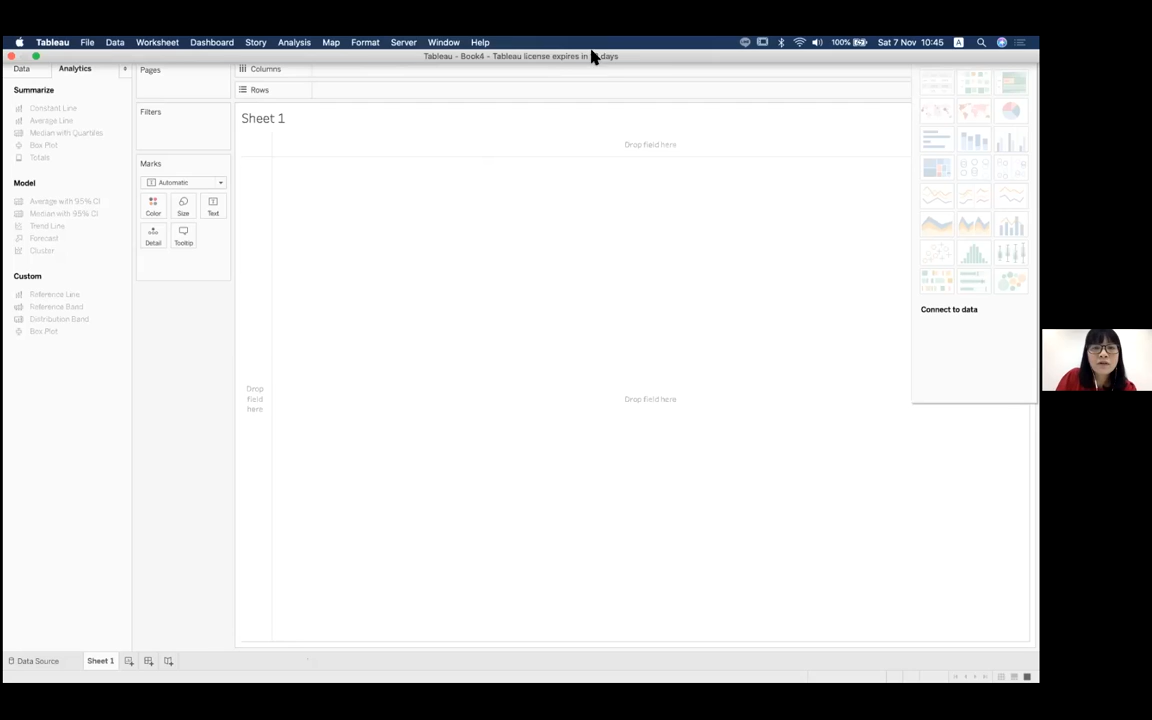 Tableau File Data Worksheet Dashboard Story Analysis Map Format Server Window Help 100% Sat 7 Nov 10:45 A
Tableau - Book4 - Tableau license expires in days
Data Analytics
Summarize
Constant Line
Average Line
Median with Quartiles
Box Plot
Totals
Model
Average with 95% CI
Median with 95% CI
Trend Line
Forecast
Cluster
Custom
Reference Line
Reference Band
Distribution Band
Box Plot
Pages
Filters
Marks
Automatic
Color Size Text
Detail Tooltip
Columns
Rows
Sheet 1
Drop field here
Drop
field
here
Drop field here
Connect to data
Data Source Sheet 1